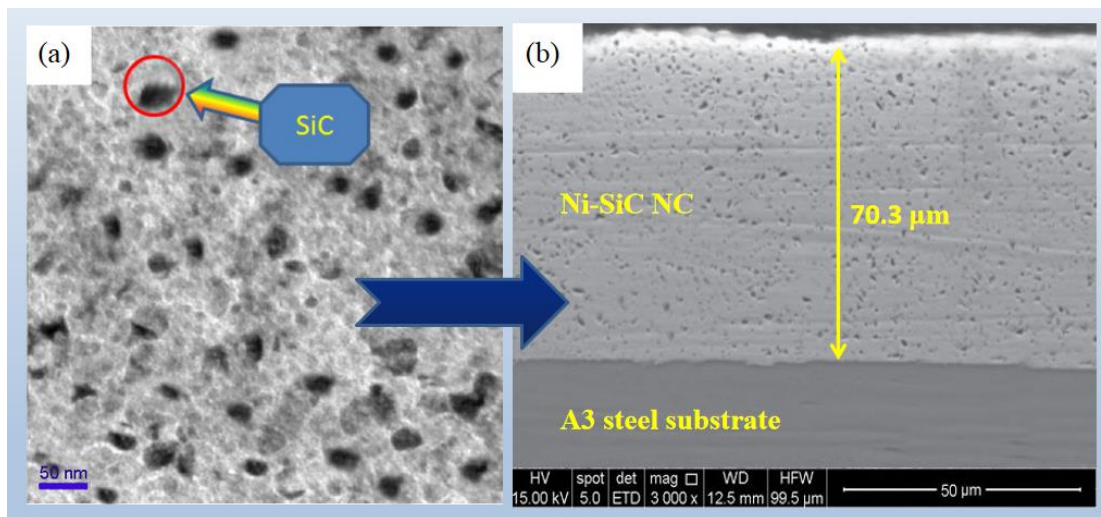 (a)
SiC
50 nm
(b)
Ni-SiC NC
70.3 µm
A3 steel substrate
HV spot det mag □ WD HFW
15.00 kV 5.0 ETD 3 000 x 12.5 mm 99.5 µm
50 µm